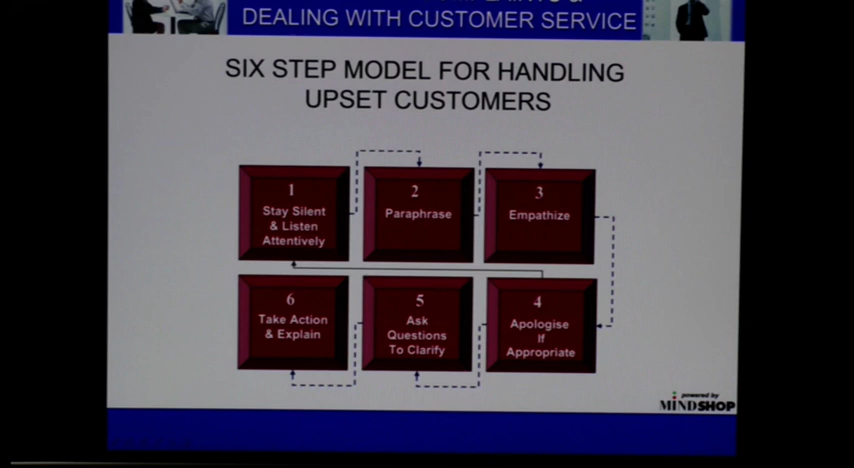 DEALING WITH CUSTOMER SERVICE
SIX STEP MODEL FOR HANDLING
UPSET CUSTOMERS
1
Stay Silent
& Listen
Attentively
2
Paraphrase
3
Empathize
6
Take Action
& Explain
5
Ask
Questions
To Clarify
4
Apologise
If
Appropriate
powered by
MINDSHOP